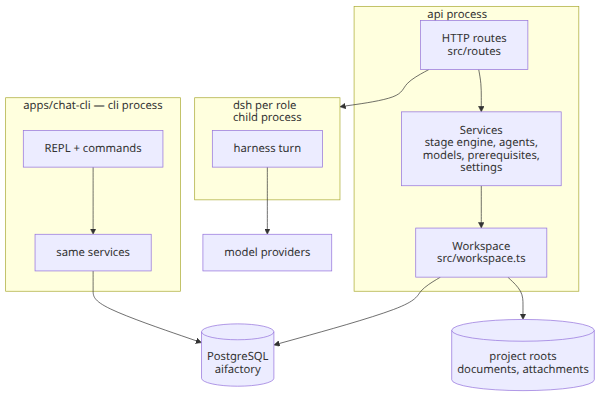 api process
HTTP routes
src/routes
apps/chat-cli — cli process
REPL + commands
same services
dsh per role
child process
harness turn
model providers
Services
stage engine, agents,
models, prerequisites,
settings
Workspace
src/workspace.ts
PostgreSQL
aifactory
project roots
documents, attachments